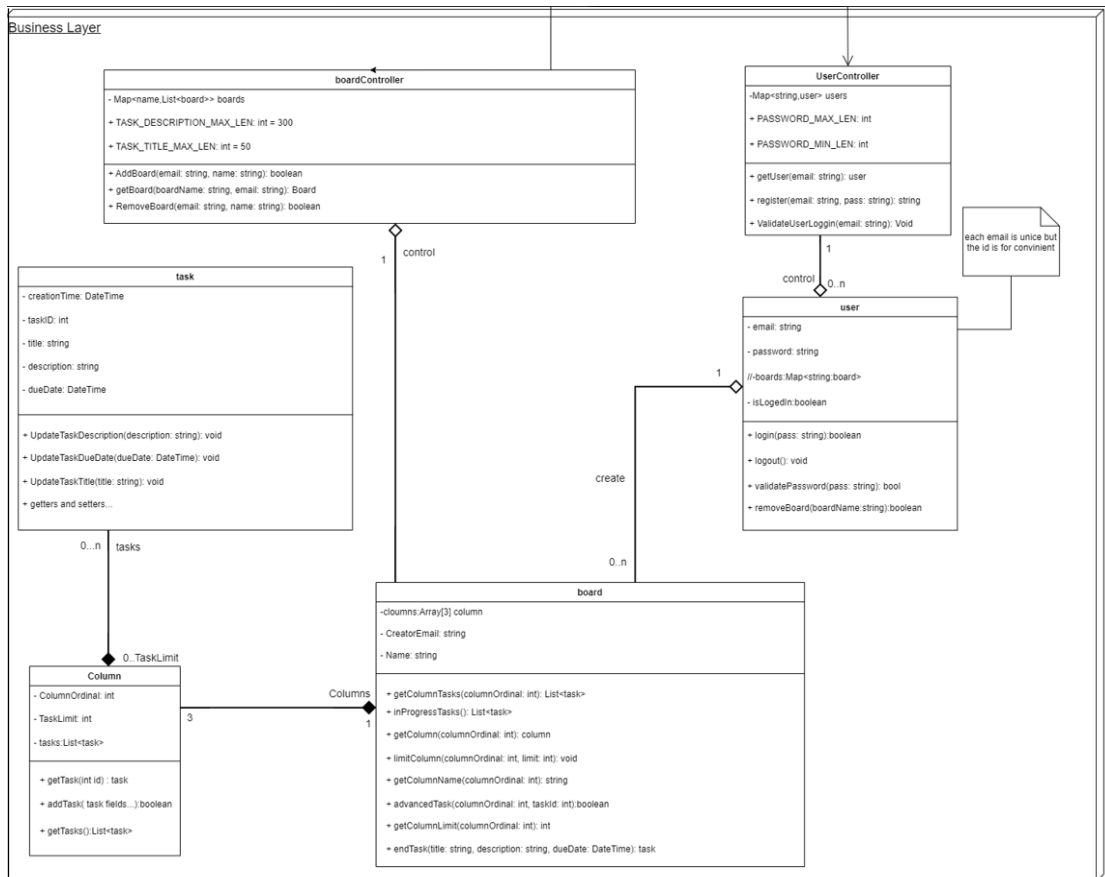 Business Layer
boardController
- Map<name,List<board>> boards
+ TASK_DESCRIPTION_MAX_LEN: int = 300
+ TASK_TITLE_MAX_LEN: int = 50
+ AddBoard(email: string, name: string): boolean
+ getBoard(boardName: string, email: string): Board
+ RemoveBoard(email: string, name: string): boolean
UserController
-Map<string,user> users
+ PASSWORD_MAX_LEN: int
+ PASSWORD_MIN_LEN: int
+ getUser(email: string): user
+ register(email: string, pass: string): string
+ ValidateUserLoggin(email: string): Void
each email is unice but
the id is for convinient
1
control
1
control
0..n
task
- creationTime: DateTime
- taskID: int
- title: string
- description: string
- dueDate: DateTime
+ UpdateTaskDescription(description: string): void
+ UpdateTaskDueDate(dueDate: DateTime): void
+ UpdateTaskTitle(title: string): void
+ getters and setters...
user
- email: string
- password: string
//-boards:Map<string:board>
- isLogedIn:boolean
+ login(pass: string):boolean
+ logout(): void
+ validatePassword(pass: string): bool
+ removeBoard(boardName:string):boolean
1
create
0..n
0...n
tasks
0..TaskLimit
Column
- ColumnOrdinal: int
- TaskLimit: int
- tasks:List<task>
+ getTask(int id) : task
+ addTask( task fields...):boolean
+ getTasks():List<task>
3
Columns
1
board
-cloumns:Array[3] column
- CreatorEmail: string
- Name: string
+ getColumnTasks(columnOrdinal: int): List<task>
+ inProgressTasks(): List<task>
+ getColumn(columnOrdinal: int): column
+ limitColumn(columnOrdinal: int, limit: int): void
+ getColumnName(columnOrdinal: int): string
+ advancedTask(columnOrdinal: int, taskId: int):boolean
+ getColumnLimit(columnOrdinal: int): int
+ endTask(title: string, description: string, dueDate: DateTime): task